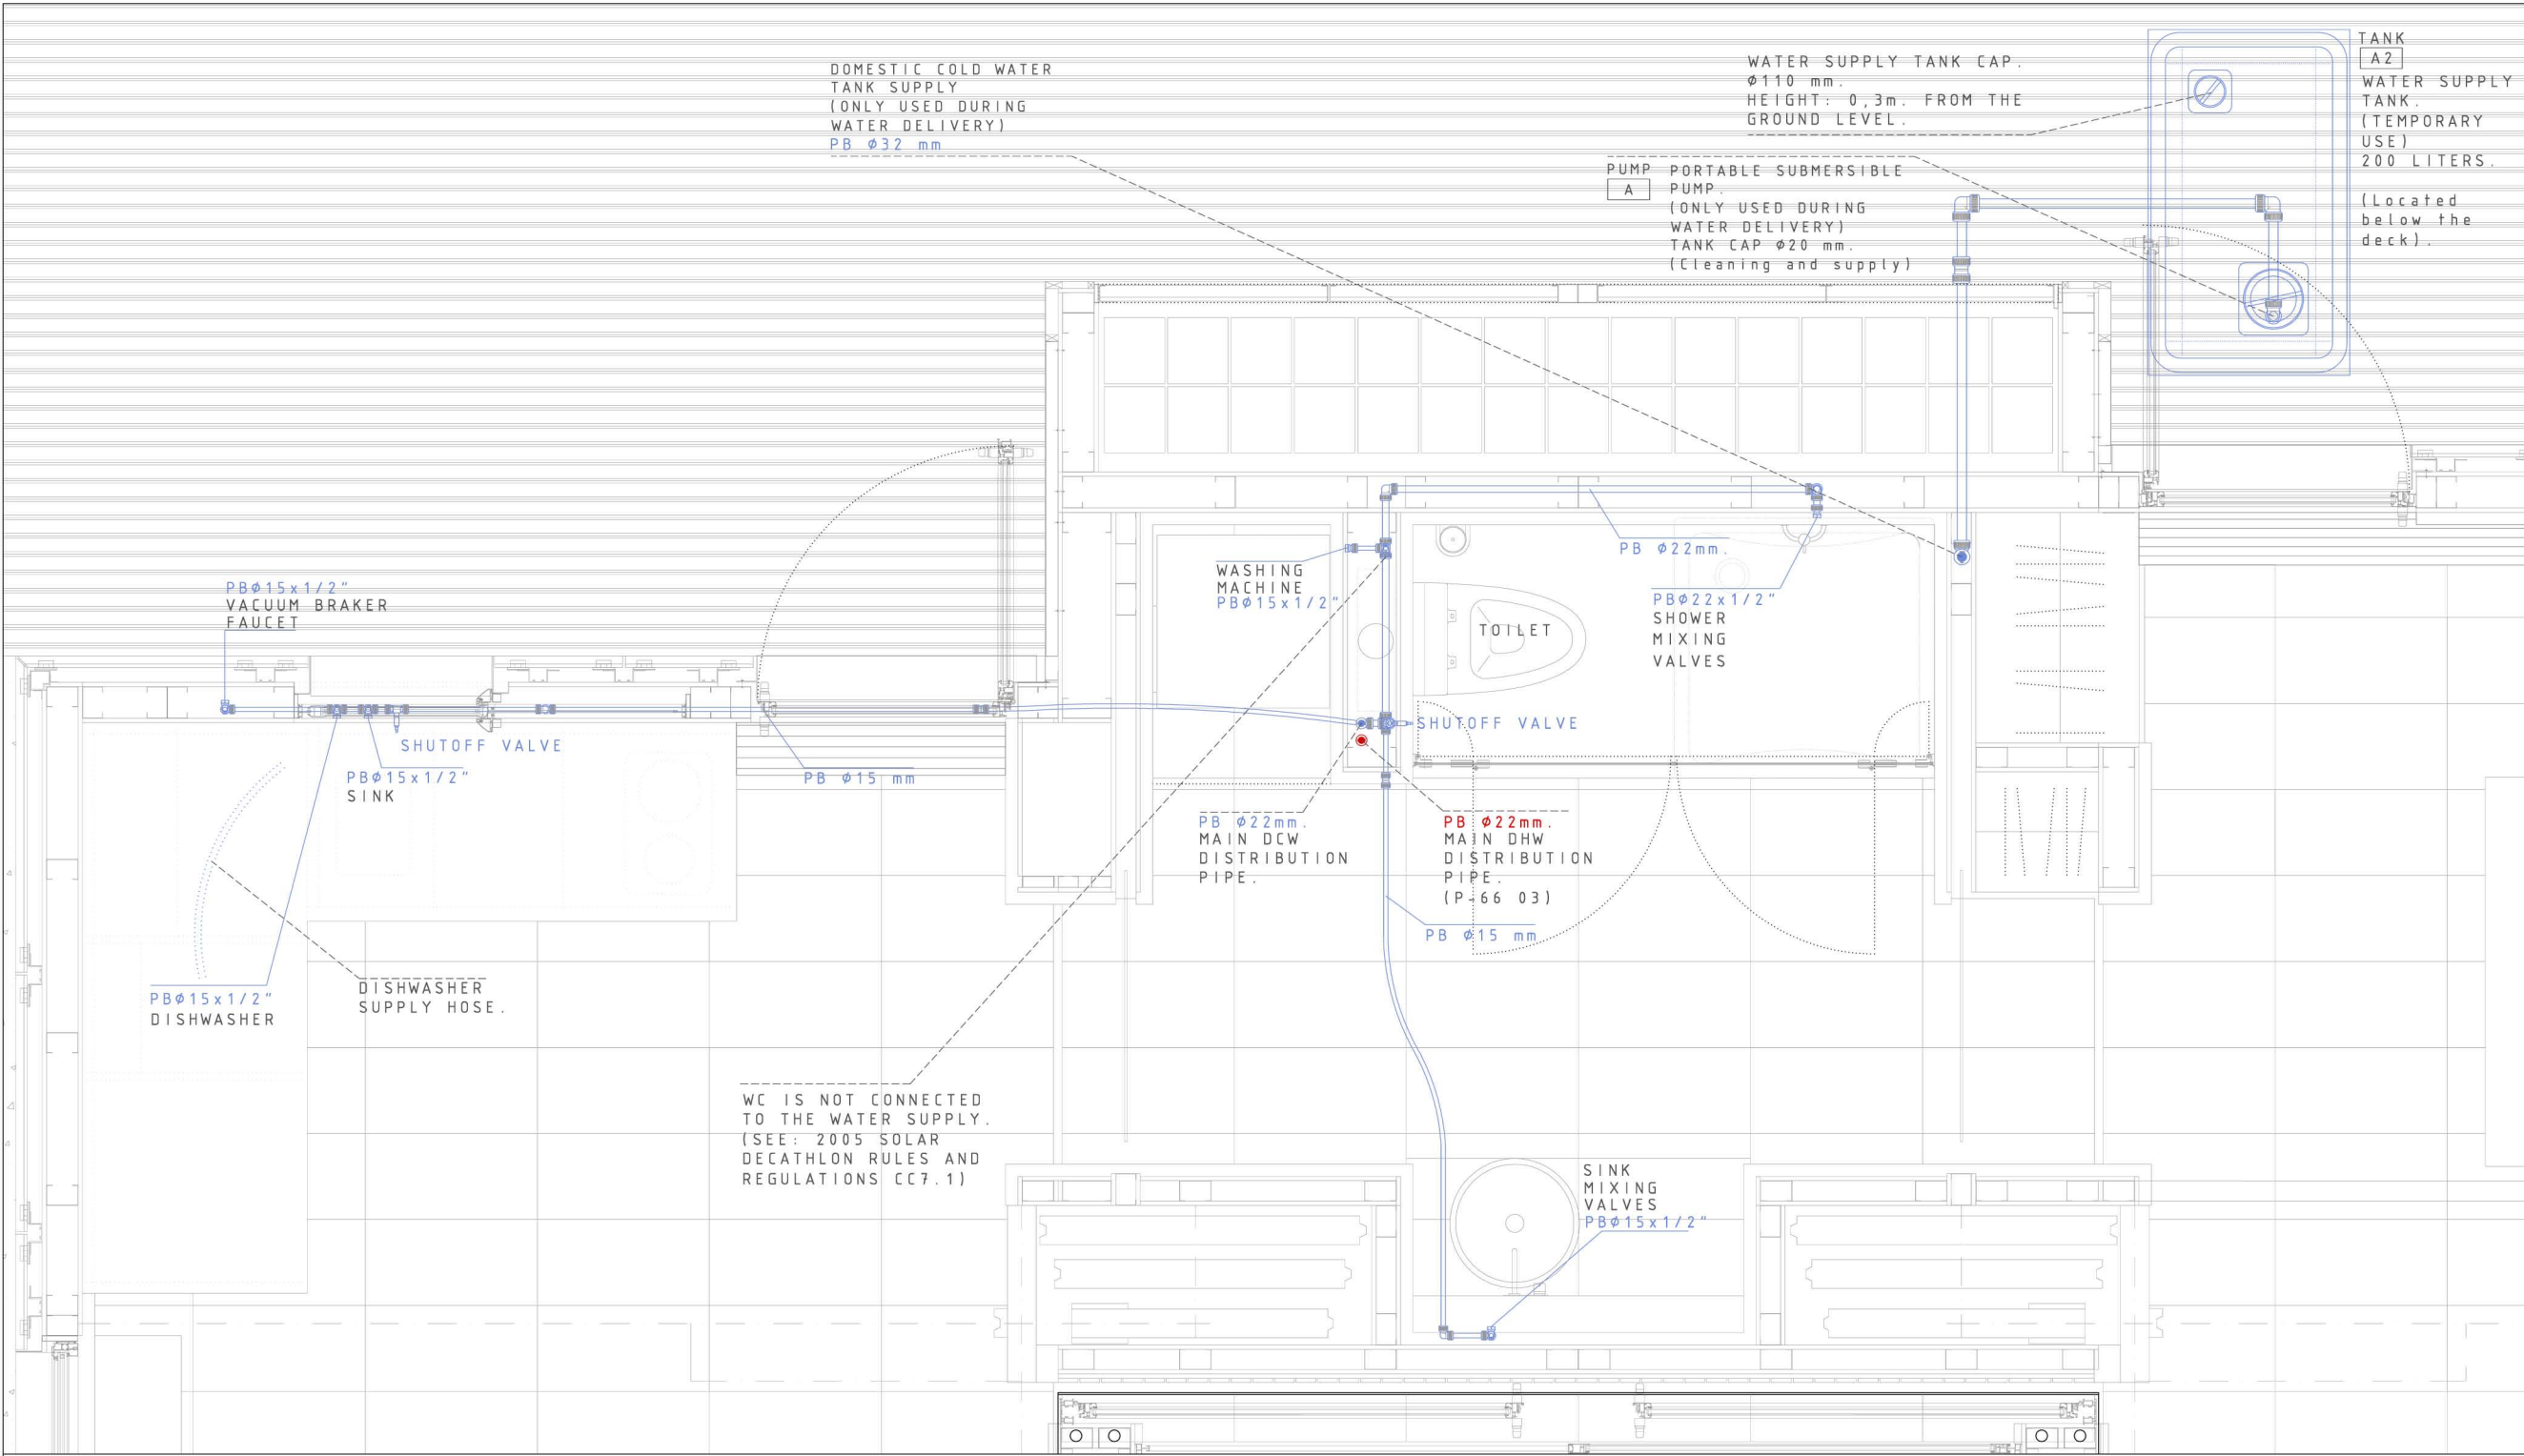 DOMESTIC COLD WATER
TANK SUPPLY
(ONLY USED DURING
WATER DELIVERY)
PB ø32 mm
WATER SUPPLY TANK CAP.
ø110 mm.
HEIGHT: 0,3m. FROM THE
GROUND LEVEL.
TANK
A2
WATER SUPPLY
TANK.
(TEMPORARY
USE)
200 LITERS.
(Located
below the
deck).
PUMP
A
PORTABLE SUBMERSIBLE
PUMP.
(ONLY USED DURING
WATER DELIVERY)
TANK CAP ø20 mm.
(Cleaning and supply)
PBø15x1/2"
VACUUM BRAKER
FAUCET
WASHING
MACHINE
PBø15x1/2"
PB ø22mm.
PBø22x1/2"
SHOWER
MIXING
VALVES
TOILET
SHUTOFF VALVE
SHUTOFF VALVE
PBø15x1/2"
SINK
PB ø15 mm
PB ø22mm.
MAIN DCW
DISTRIBUTION
PIPE.
PB ø22mm.
MAIN DHW
DISTRIBUTION
PIPE.
(P-66 03)
PB ø15 mm
PBø15x1/2"
DISHWASHER
DISHWASHER
SUPPLY HOSE.
WC IS NOT CONNECTED
TO THE WATER SUPPLY.
(SEE: 2005 SOLAR
DECATHLON RULES AND
REGULATIONS CC7.1)
SINK
MIXING
VALVES
PBø15x1/2"